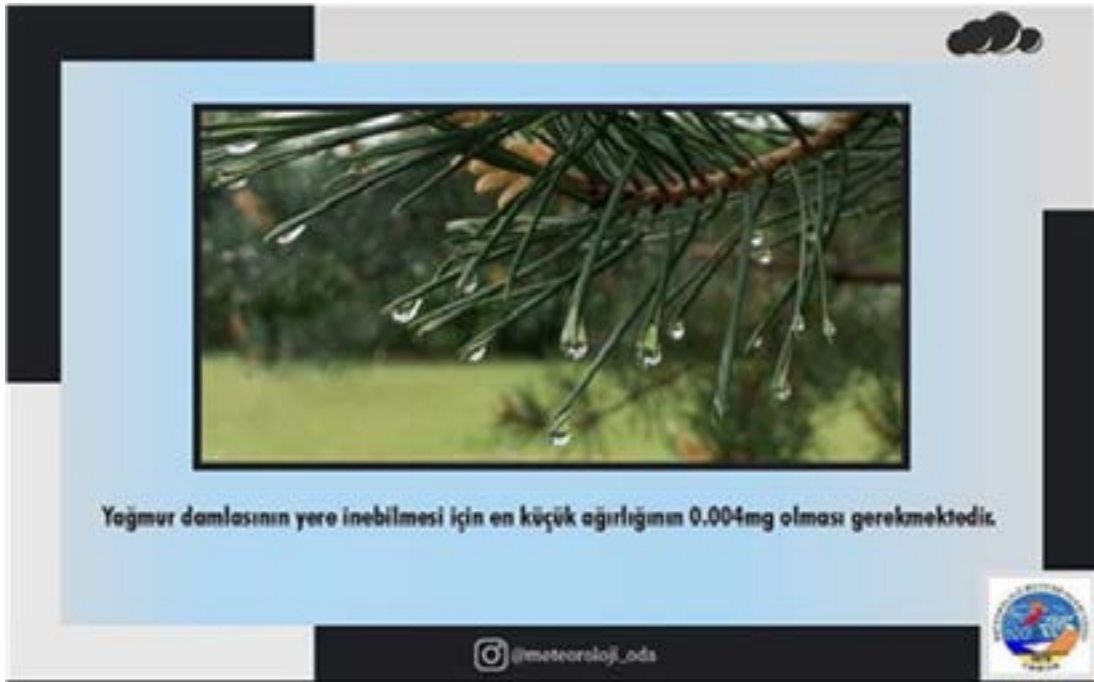 Yağmur damlasının yere inebilmesi için en küçük ağırlığının 0.004mg olması gerekmektedir.
@meteoroloji_oda